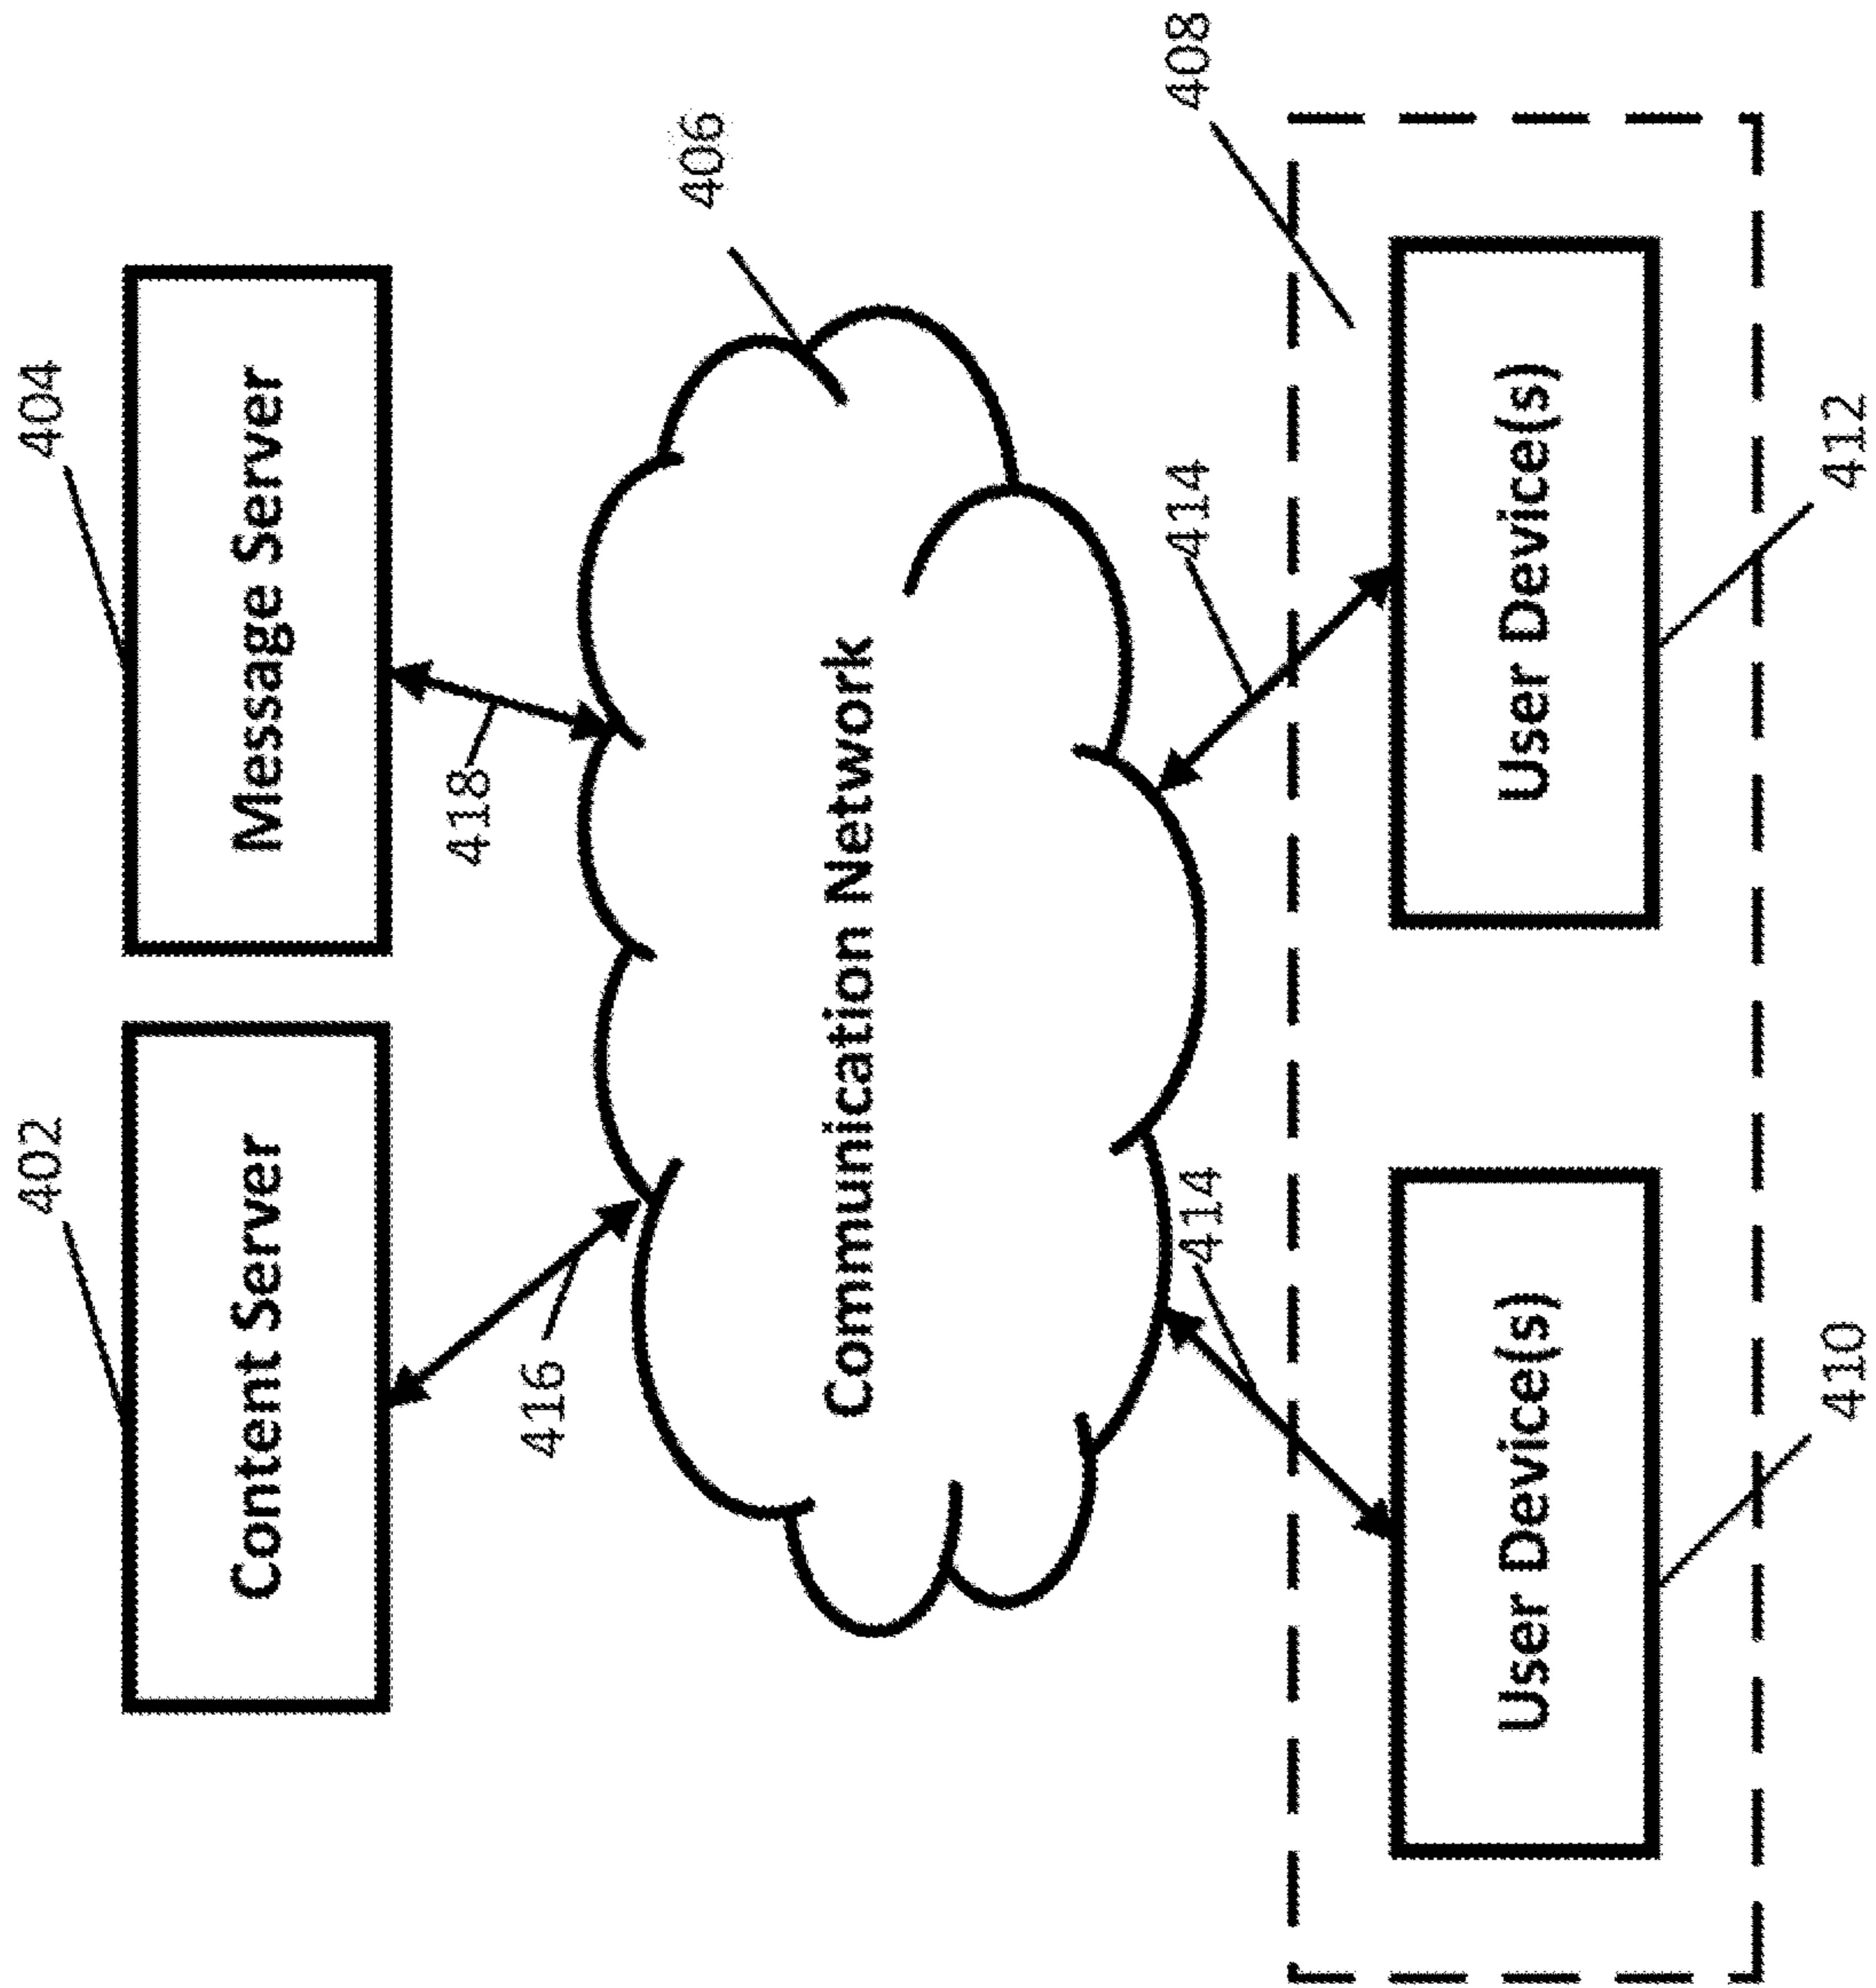 402
404
Content Server
Message Server
418
416
406
Communication Network
414
414
408
User Device(s)
User Device(s)
410
412